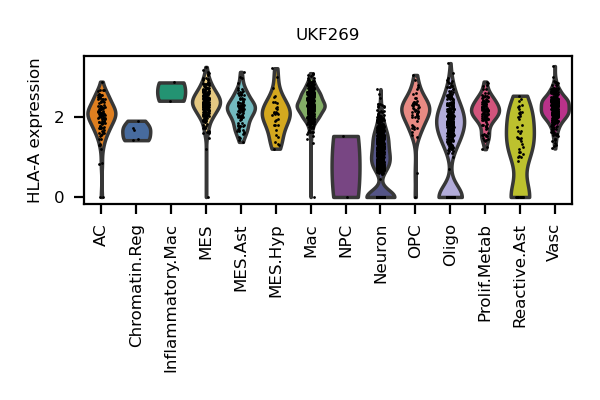 UKF269
HLA-A expression
2
0
AC
Chromatin.Reg
Inflammatory.Mac
MES
MES.Ast
MES.Hyp
Mac
NPC
Neuron
OPC
Oligo
Prolif.Metab
Reactive.Ast
Vasc